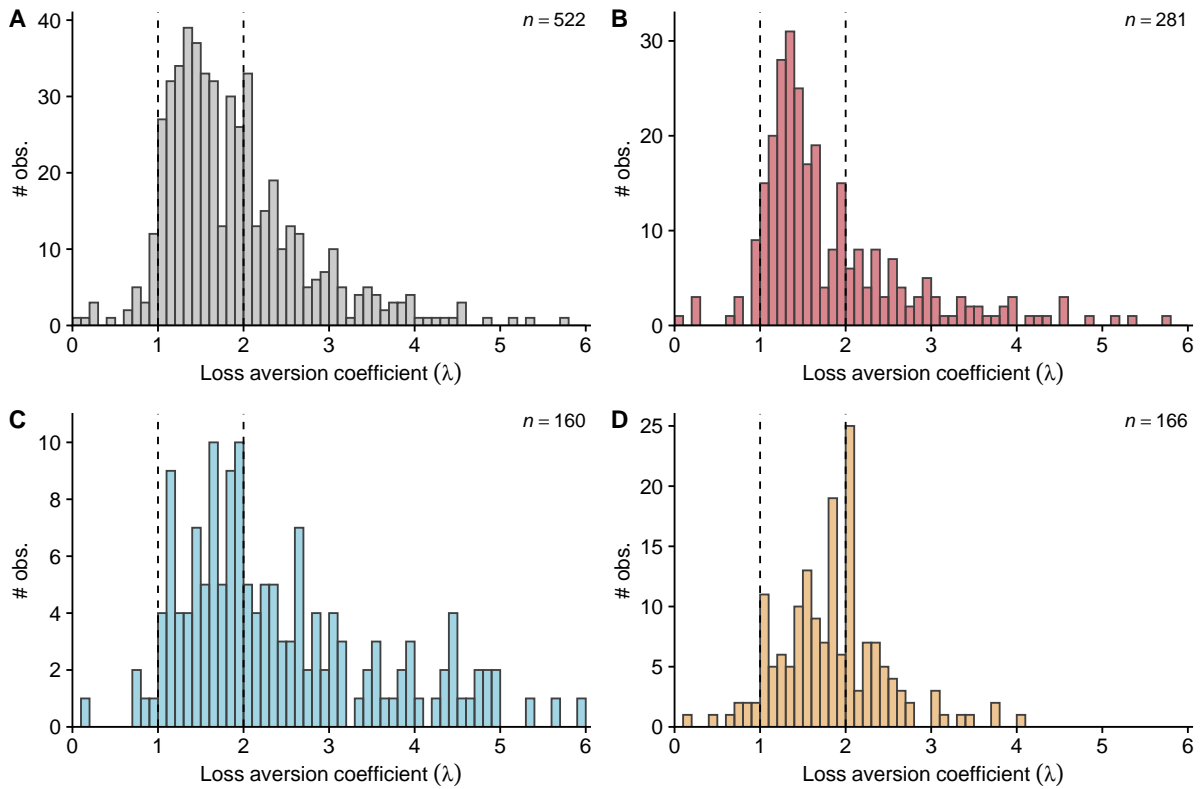 A
n = 522
# obs.
40
30
20
10
0
0 1 2 3 4 5 6
Loss aversion coefficient (λ)
B
n = 281
# obs.
30
20
10
0
0 1 2 3 4 5 6
Loss aversion coefficient (λ)
C
n = 160
# obs.
10
8
6
4
2
0
0 1 2 3 4 5 6
Loss aversion coefficient (λ)
D
n = 166
# obs.
25
20
15
10
5
0
0 1 2 3 4 5 6
Loss aversion coefficient (λ)